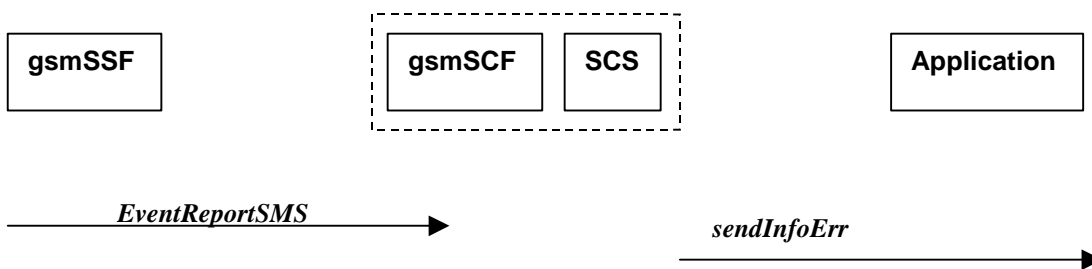 gsmSSF gsmSCF SCS Application
EventReportSMS
sendInfoErr